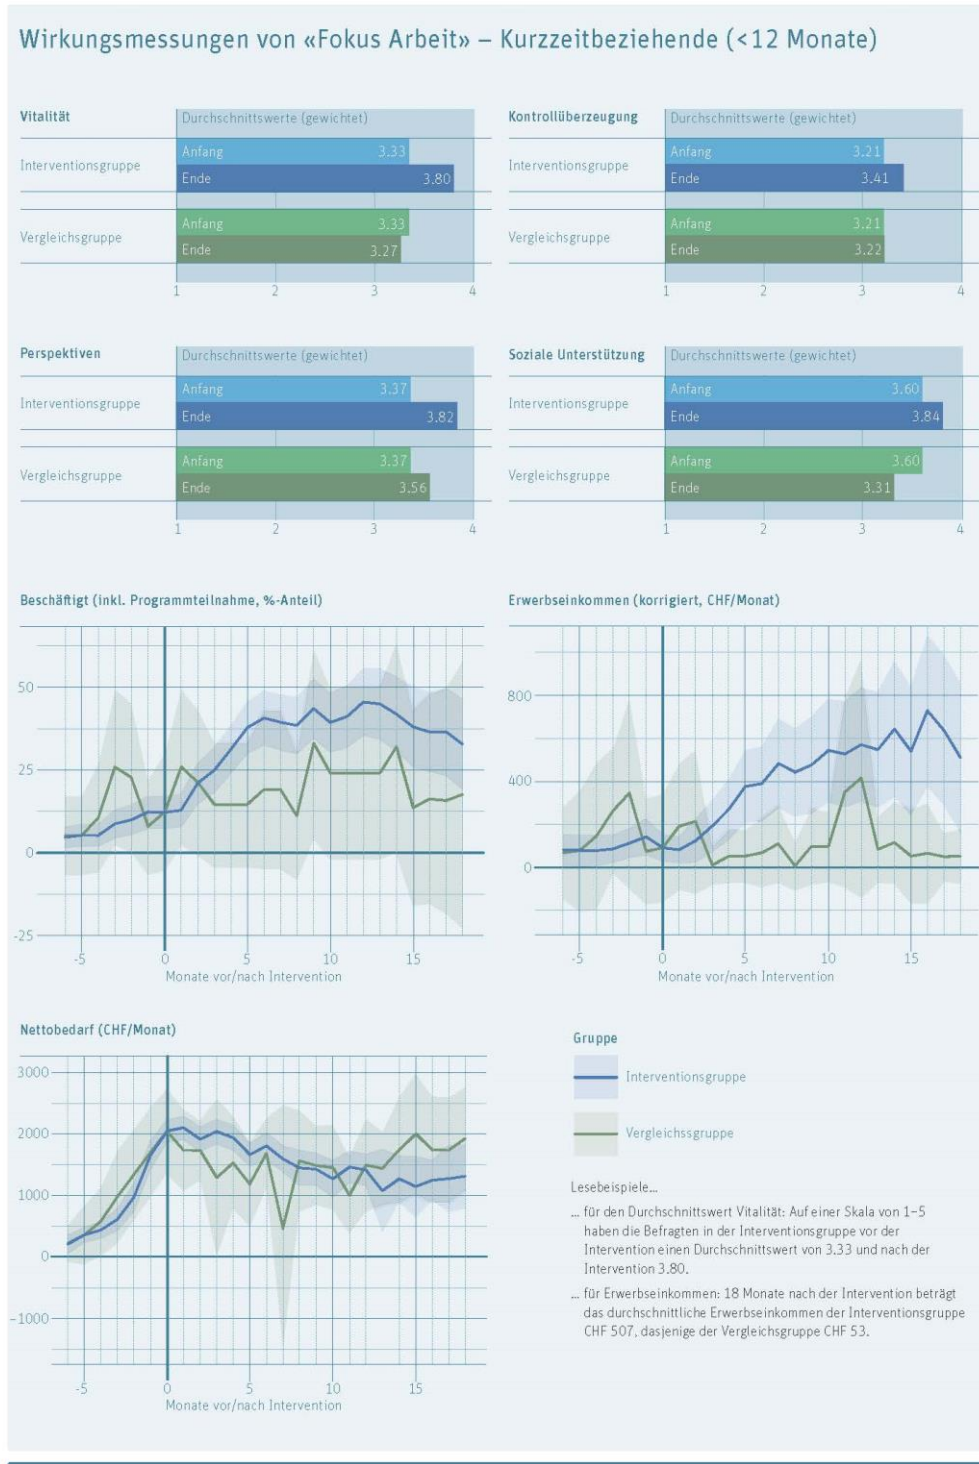 Wirkungsmessungen von «Fokus Arbeit» – Kurzzeitbeziehende (<12 Monate)
Vitalität
Durchschnittswerte (gewichtet)
Interventionsgruppe
Anfang 3.33
Ende 3.80
Vergleichsgruppe
Anfang 3.33
Ende 3.27
1 2 3 4
Kontrollüberzeugung
Durchschnittswerte (gewichtet)
Interventionsgruppe
Anfang 3.21
Ende 3.41
Vergleichsgruppe
Anfang 3.21
Ende 3.22
1 2 3 4
Perspektiven
Durchschnittswerte (gewichtet)
Interventionsgruppe
Anfang 3.37
Ende 3.82
Vergleichsgruppe
Anfang 3.37
Ende 3.56
1 2 3 4
Soziale Unterstützung
Durchschnittswerte (gewichtet)
Interventionsgruppe
Anfang 3.60
Ende 3.84
Vergleichsgruppe
Anfang 3.60
Ende 3.31
1 2 3 4
Beschäftigt (inkl. Programmteilnahme, %-Anteil)
50
25
0
-25
-5 0 5 10 15
Monate vor/nach Intervention
Erwerbseinkommen (korrigiert, CHF/Monat)
800
400
0
-5 0 5 10 15
Monate vor/nach Intervention
Nettobedarf (CHF/Monat)
3000
2000
1000
0
-1000
-5 0 5 10 15
Monate vor/nach Intervention
Gruppe
Interventionsgruppe
Vergleichssgruppe
Lesebeispiele...
... für den Durchschnittswert Vitalität: Auf einer Skala von 1–5
haben die Befragten in der Interventionsgruppe vor der
Intervention einen Durchschnittswert von 3.33 und nach der
Intervention 3.80.
... für Erwerbseinkommen: 18 Monate nach der Intervention beträgt
das durchschnittliche Erwerbseinkommen der Interventionsgruppe
CHF 507, dasjenige der Vergleichsgruppe CHF 53.